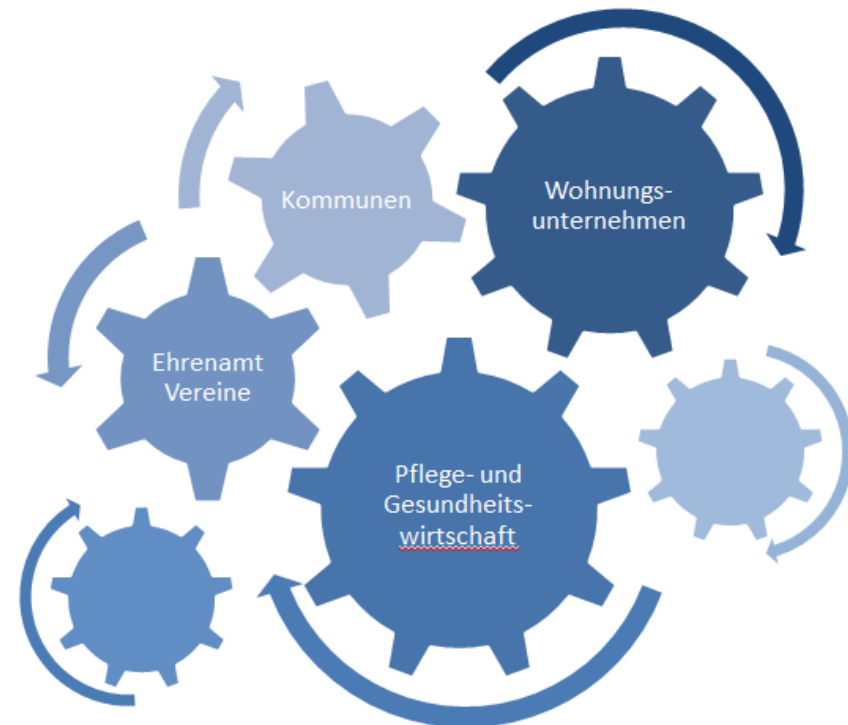 Kommunen
Wohnungs-
unternehmen
Ehrenamt
Vereine
Pflege- und
Gesundheits-
wirtschaft